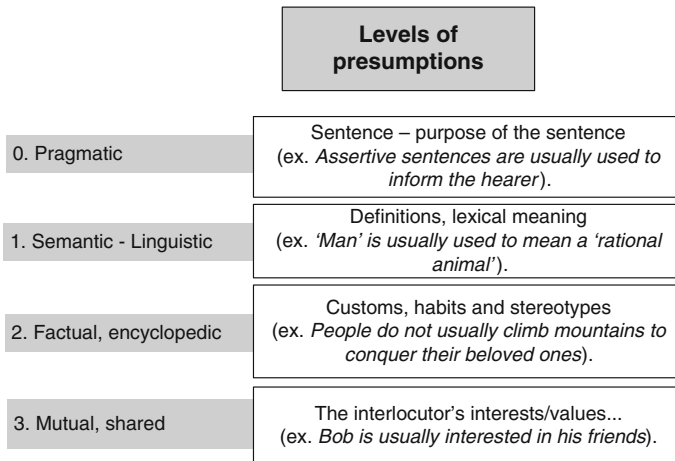 Levels of
presumptions
0. Pragmatic
Sentence – purpose of the sentence
(ex. Assertive sentences are usually used to
inform the hearer).
1. Semantic - Linguistic
Definitions, lexical meaning
(ex. ‘Man’ is usually used to mean a ‘rational
animal’).
2. Factual, encyclopedic
Customs, habits and stereotypes
(ex. People do not usually climb mountains to
conquer their beloved ones).
3. Mutual, shared
The interlocutor’s interests/values...
(ex. Bob is usually interested in his friends).